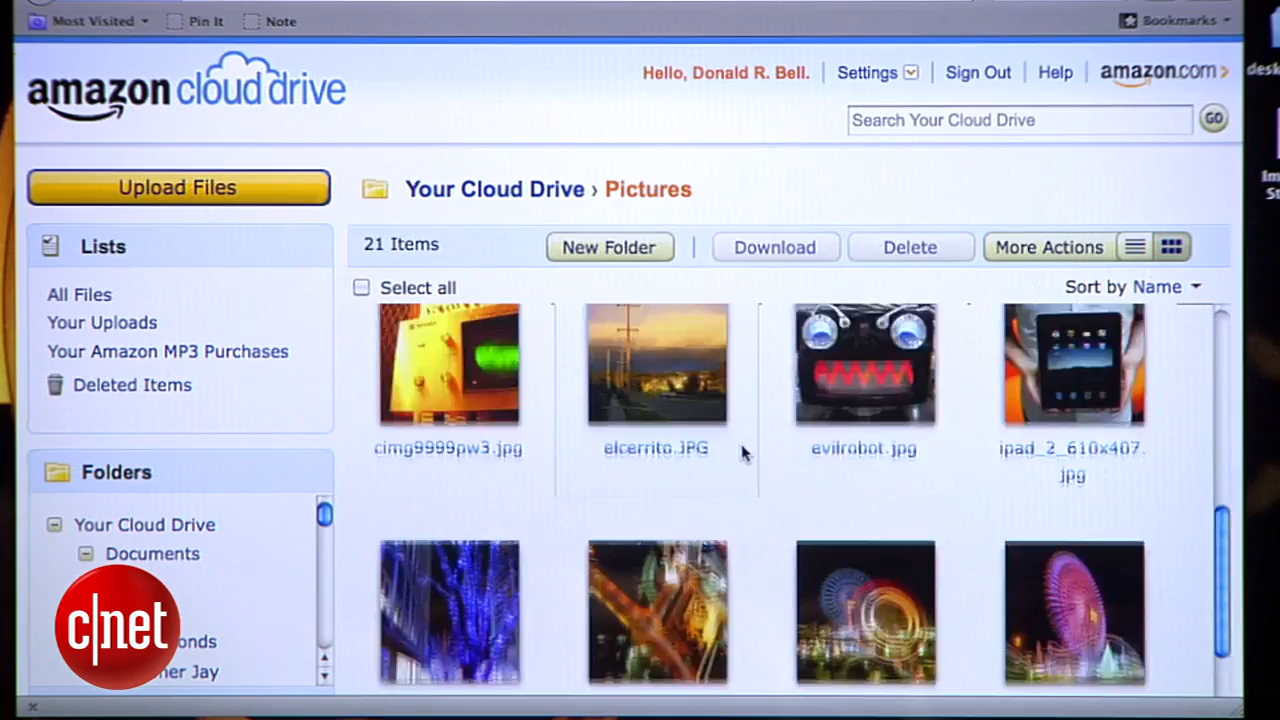 Most Visited
Pin It
Note
Bookmarks
amazon cloud drive
Hello, Donald R. Bell.
Settings
Sign Out
Help
amazon.com
Search Your Cloud Drive
GO
Upload Files
Your Cloud Drive › Pictures
Lists
21 Items
New Folder
Download
Delete
More Actions
Select all
Sort by Name
All Files
Your Uploads
Your Amazon MP3 Purchases
Deleted Items
cimg9999pw3.jpg
elcerrito.JPG
evilrobot.jpg
ipad_2_610x407.
jpg
Folders
Your Cloud Drive
Documents
c|net